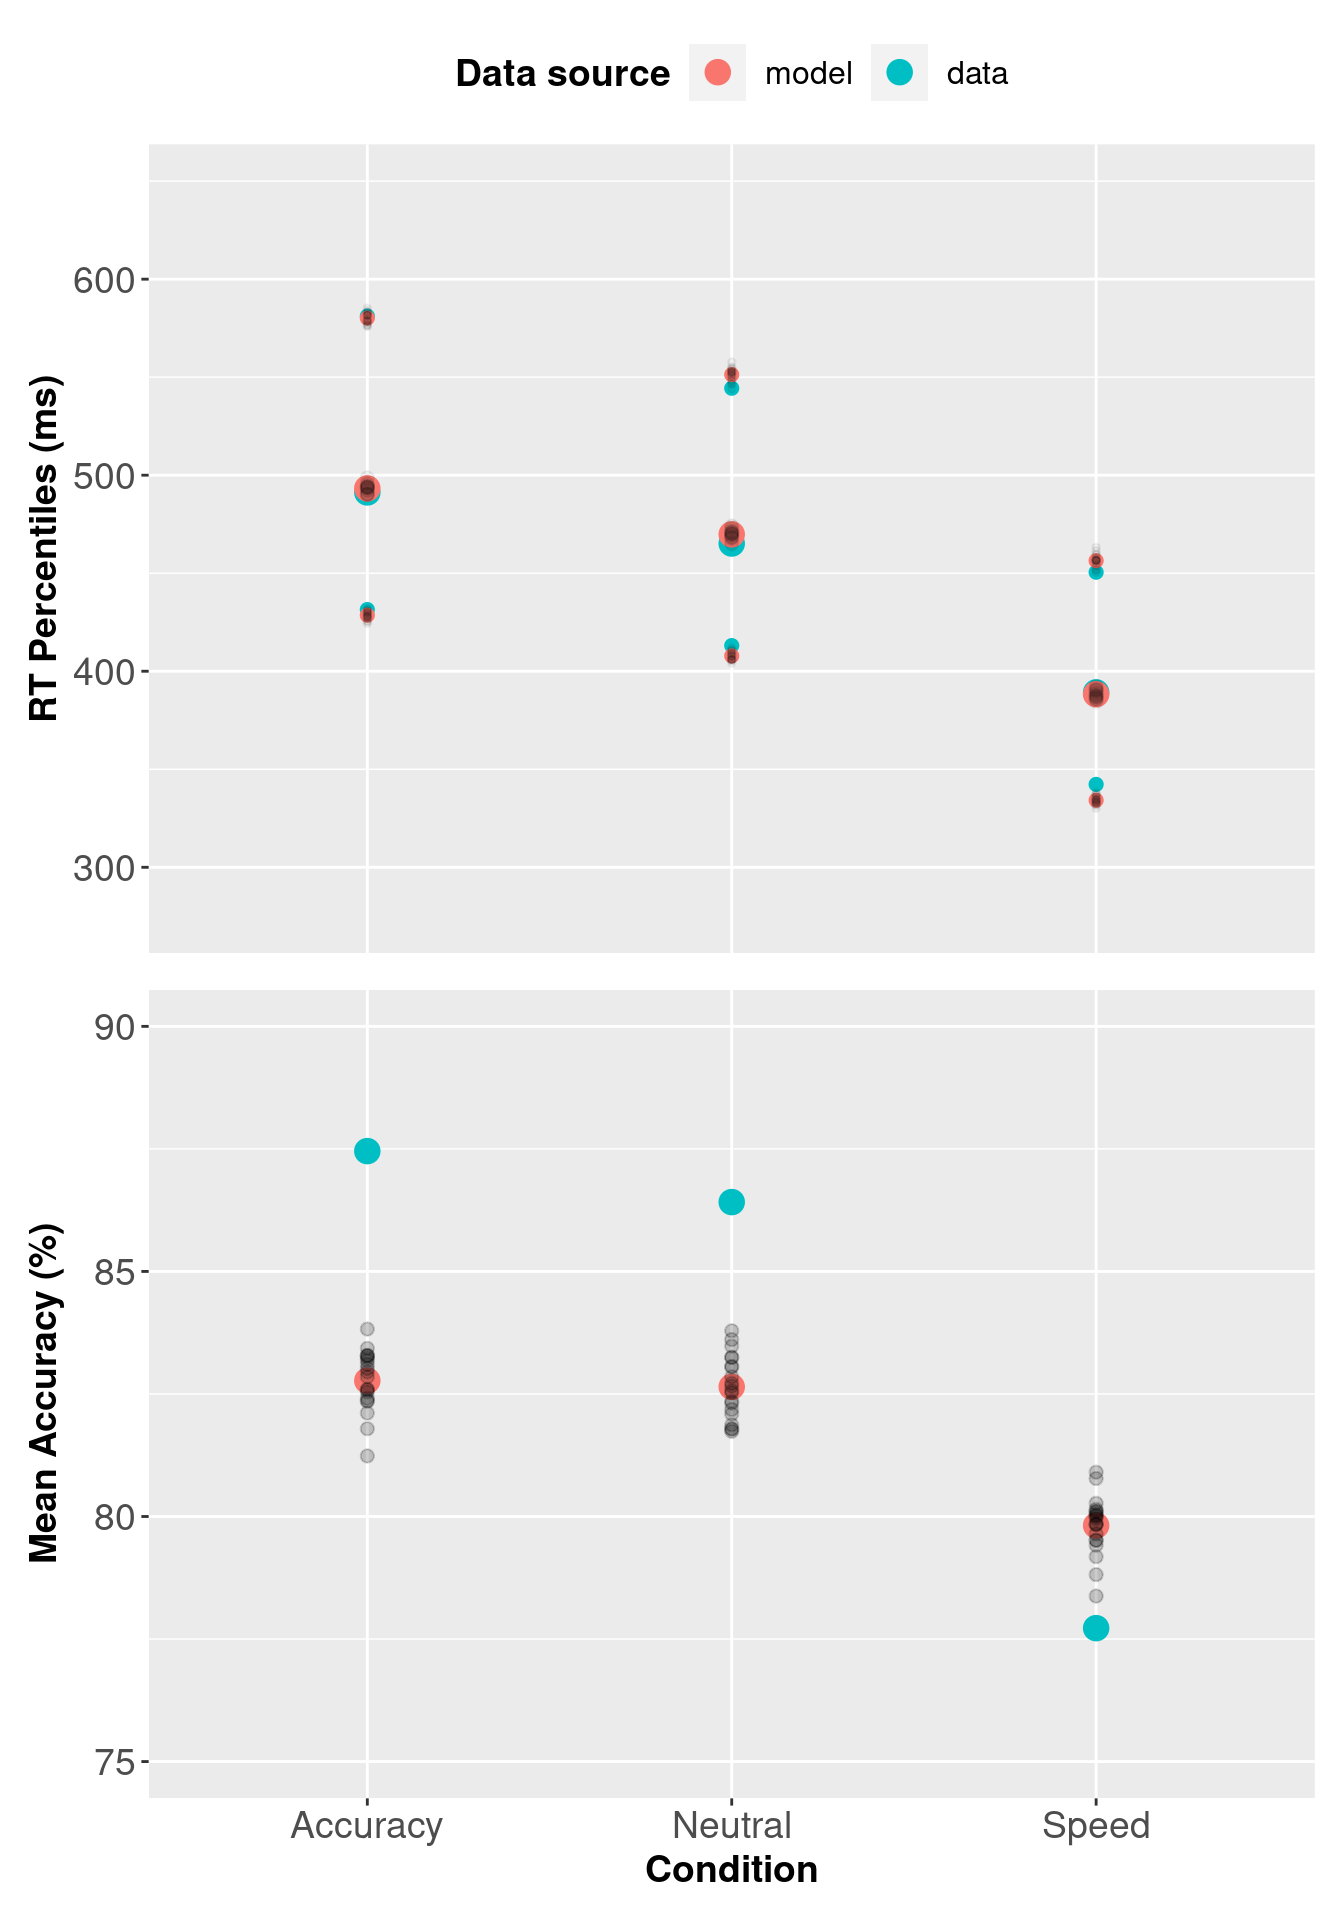 Data source model data
RT Percentiles (ms)
600
500
400
300
Mean Accuracy (%)
90
85
80
75
Accuracy Neutral Speed
Condition